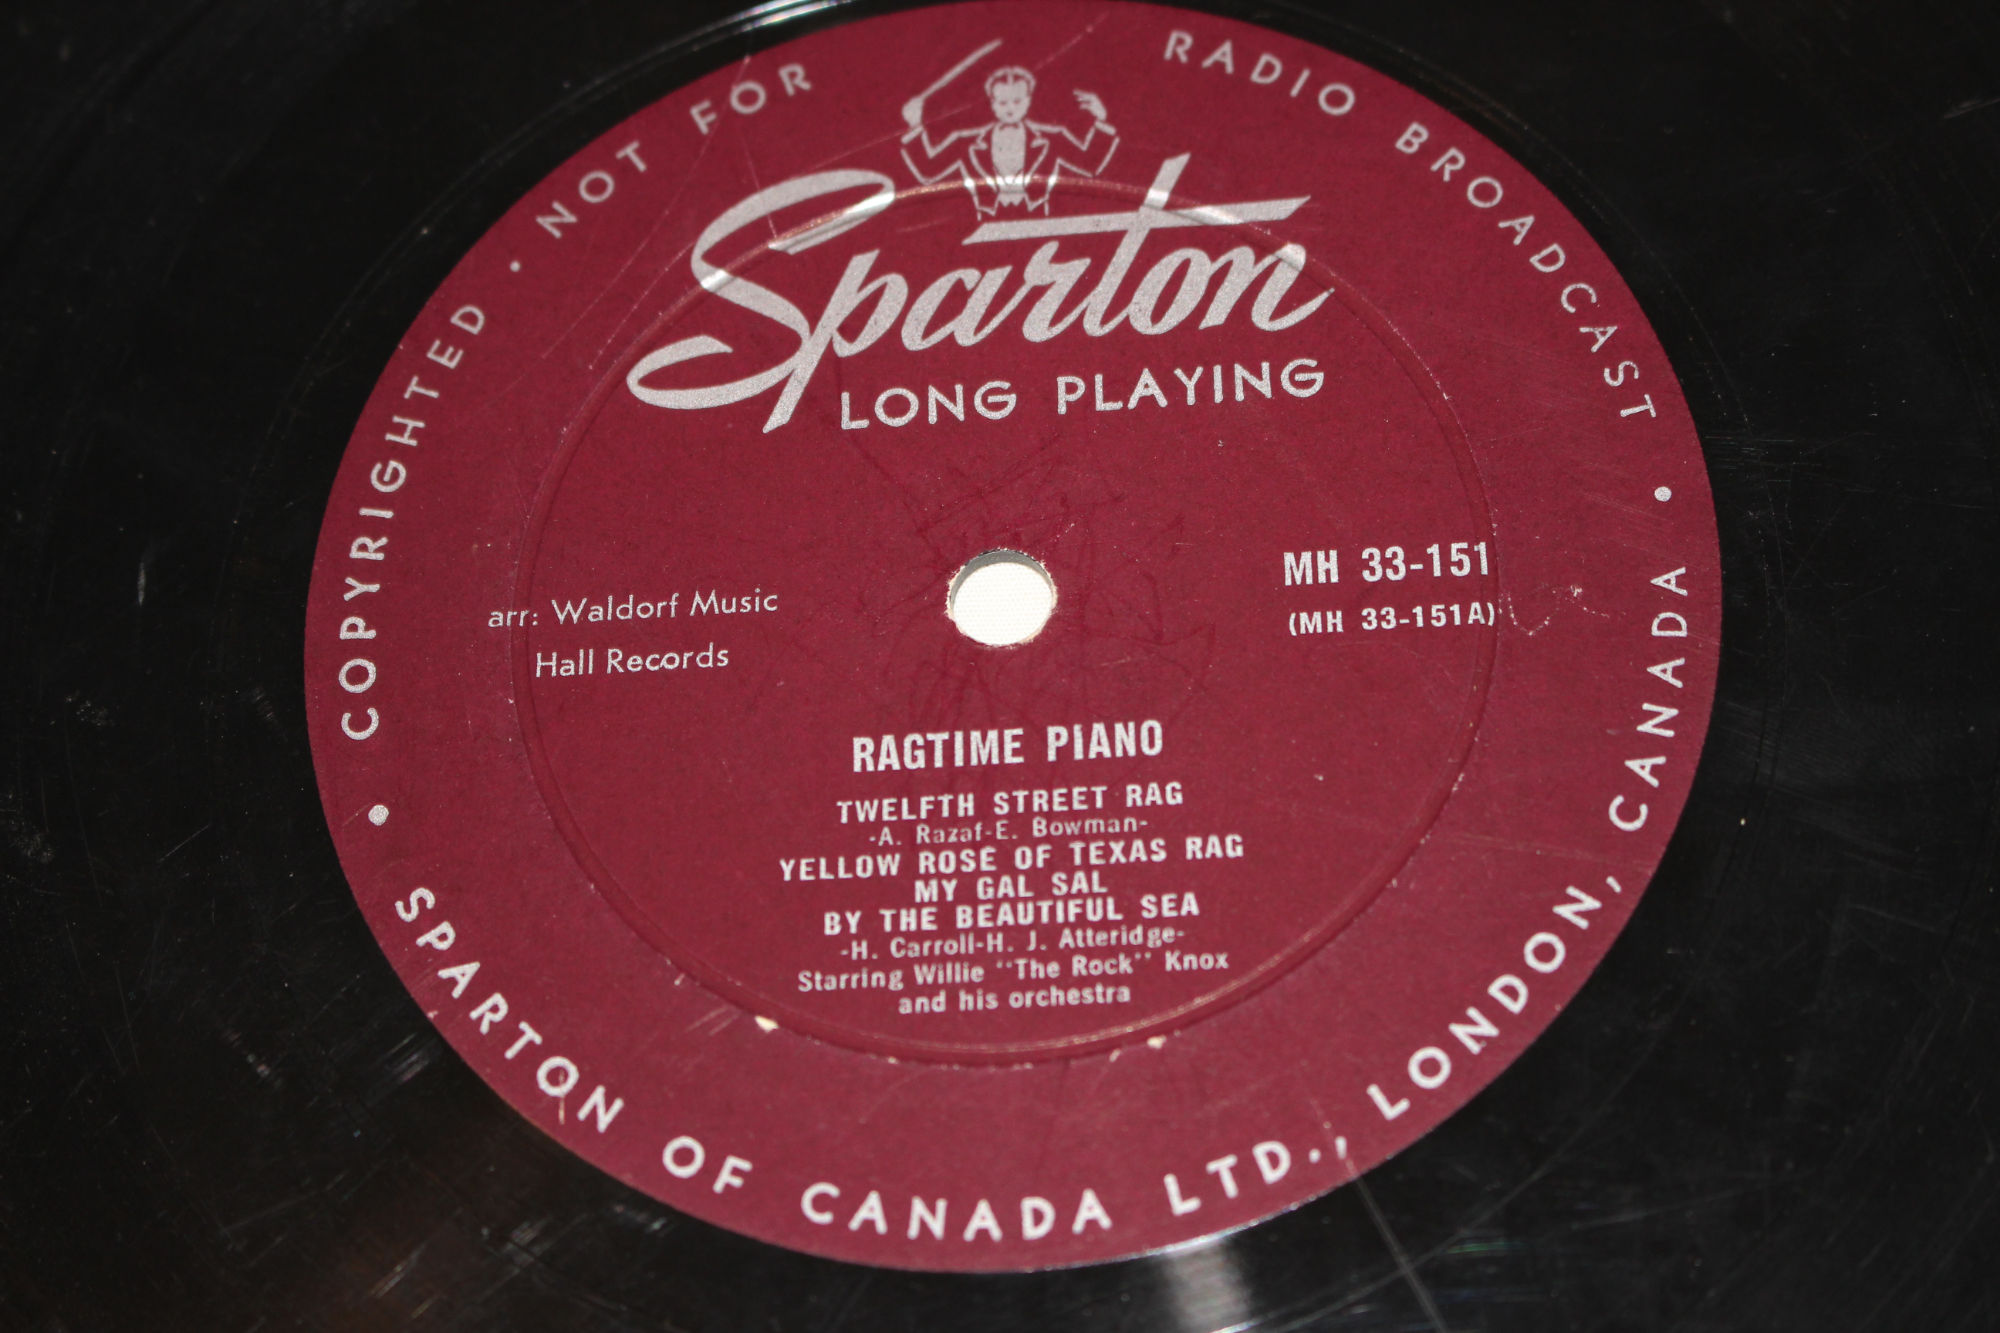 COPYRIGHTED · NOT FOR RADIO BROADCAST ·
Sparton
LONG PLAYING
arr: Waldorf Music
Hall Records
MH 33-151
(MH 33-151A)
RAGTIME PIANO
TWELFTH STREET RAG
-A. Razaf-E. Bowman-
YELLOW ROSE OF TEXAS RAG
MY GAL SAL
BY THE BEAUTIFUL SEA
-H. Carroll-H. J. Atteridge-
Starring Willie "The Rock" Knox
and his orchestra
· SPARTON OF CANADA LTD., LONDON, CANADA